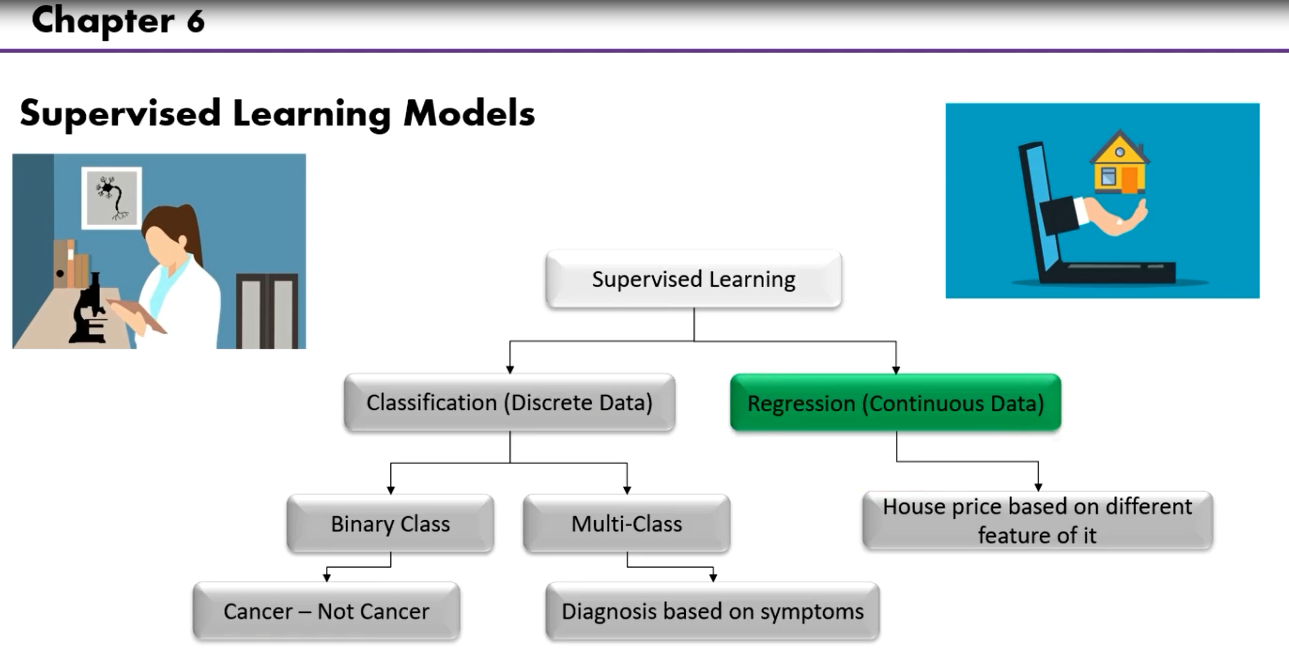 Chapter 6
Supervised Learning Models
Supervised Learning
Classification (Discrete Data)
Regression (Continuous Data)
Binary Class
Multi-Class
House price based on different
feature of it
Cancer – Not Cancer
Diagnosis based on symptoms